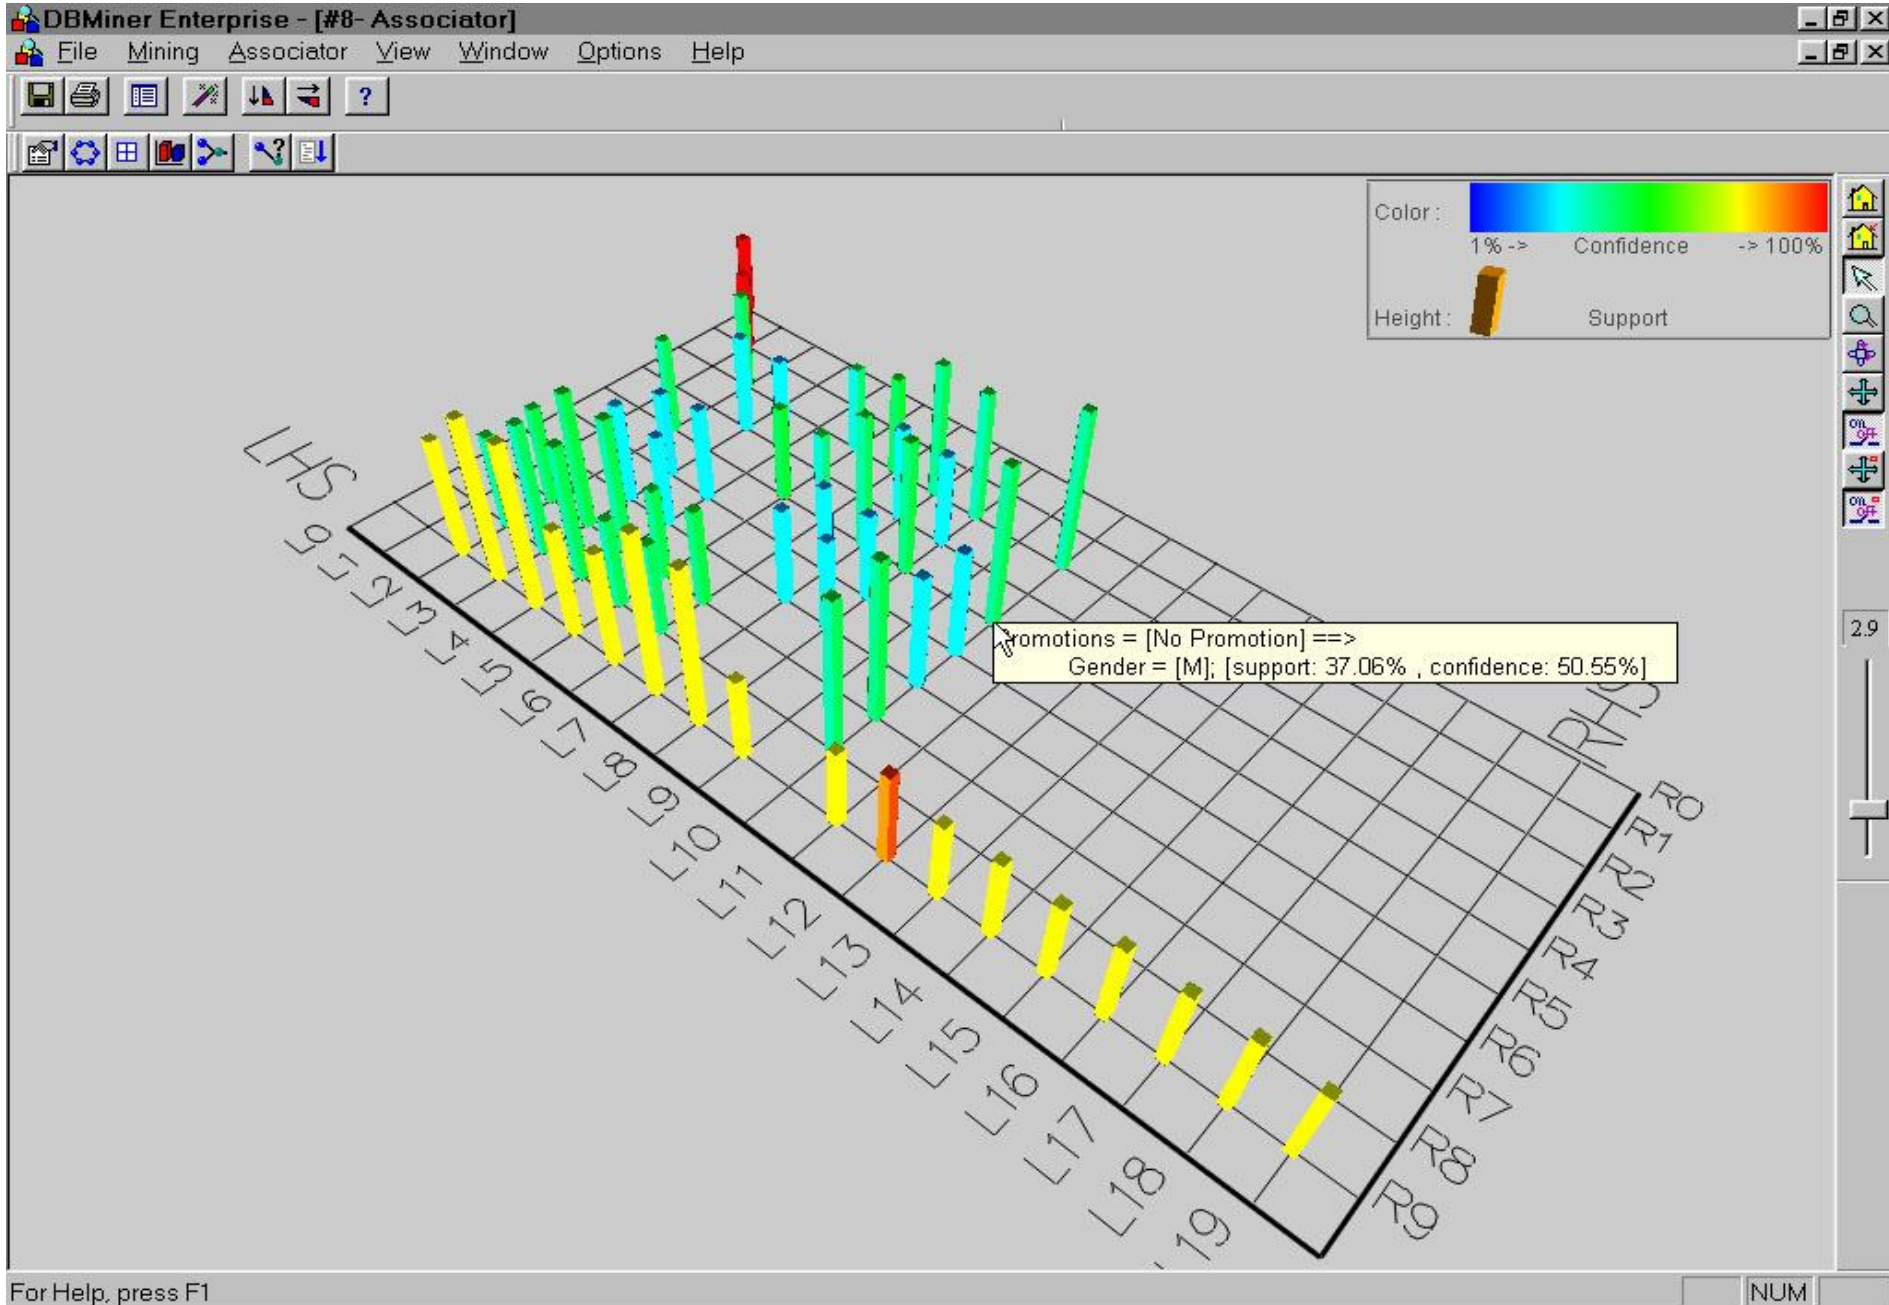 DBMiner Enterprise - [#8- Associator]
File Mining Associator View Window Options Help
Color :
1% -> Confidence -> 100%
Height : Support
LHS
L0
L1
L2
L3
L4
L5
L6
L7
L8
L9
L10
L11
L12
L13
L14
L15
L16
L17
L18
L19
romotions = [No Promotion] ==>
Gender = [M]; [support: 37.06% , confidence: 50.55%]
RHS
R0
R1
R2
R3
R4
R5
R6
R7
R8
R9
2.9
For Help, press F1
NUM